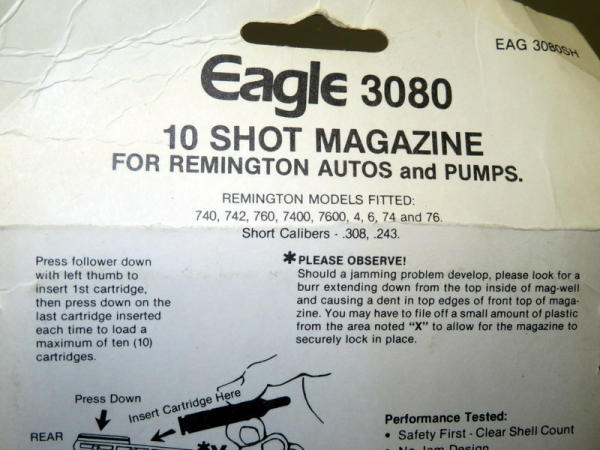 EAG 3080SH
Eagle 3080
10 SHOT MAGAZINE
FOR REMINGTON AUTOS and PUMPS.
REMINGTON MODELS FITTED:
740, 742, 760, 7400, 7600, 4, 6, 74 and 76.
Short Calibers - .308, .243.
Press follower down
with left thumb to
insert 1st cartridge,
then press down on the
last cartridge inserted
each time to load a
maximum of ten (10)
cartridges.
*PLEASE OBSERVE!
Should a jamming problem develop, please look for a
burr extending down from the top inside of mag-well
and causing a dent in top edges of front top of maga-
zine. You may have to file off a small amount of plastic
from the area noted "X" to allow for the magazine to
securely lock in place.
Press Down
Insert Cartridge Here
REAR
*X
Performance Tested:
• Safety First - Clear Shell Count
• No Jam Design